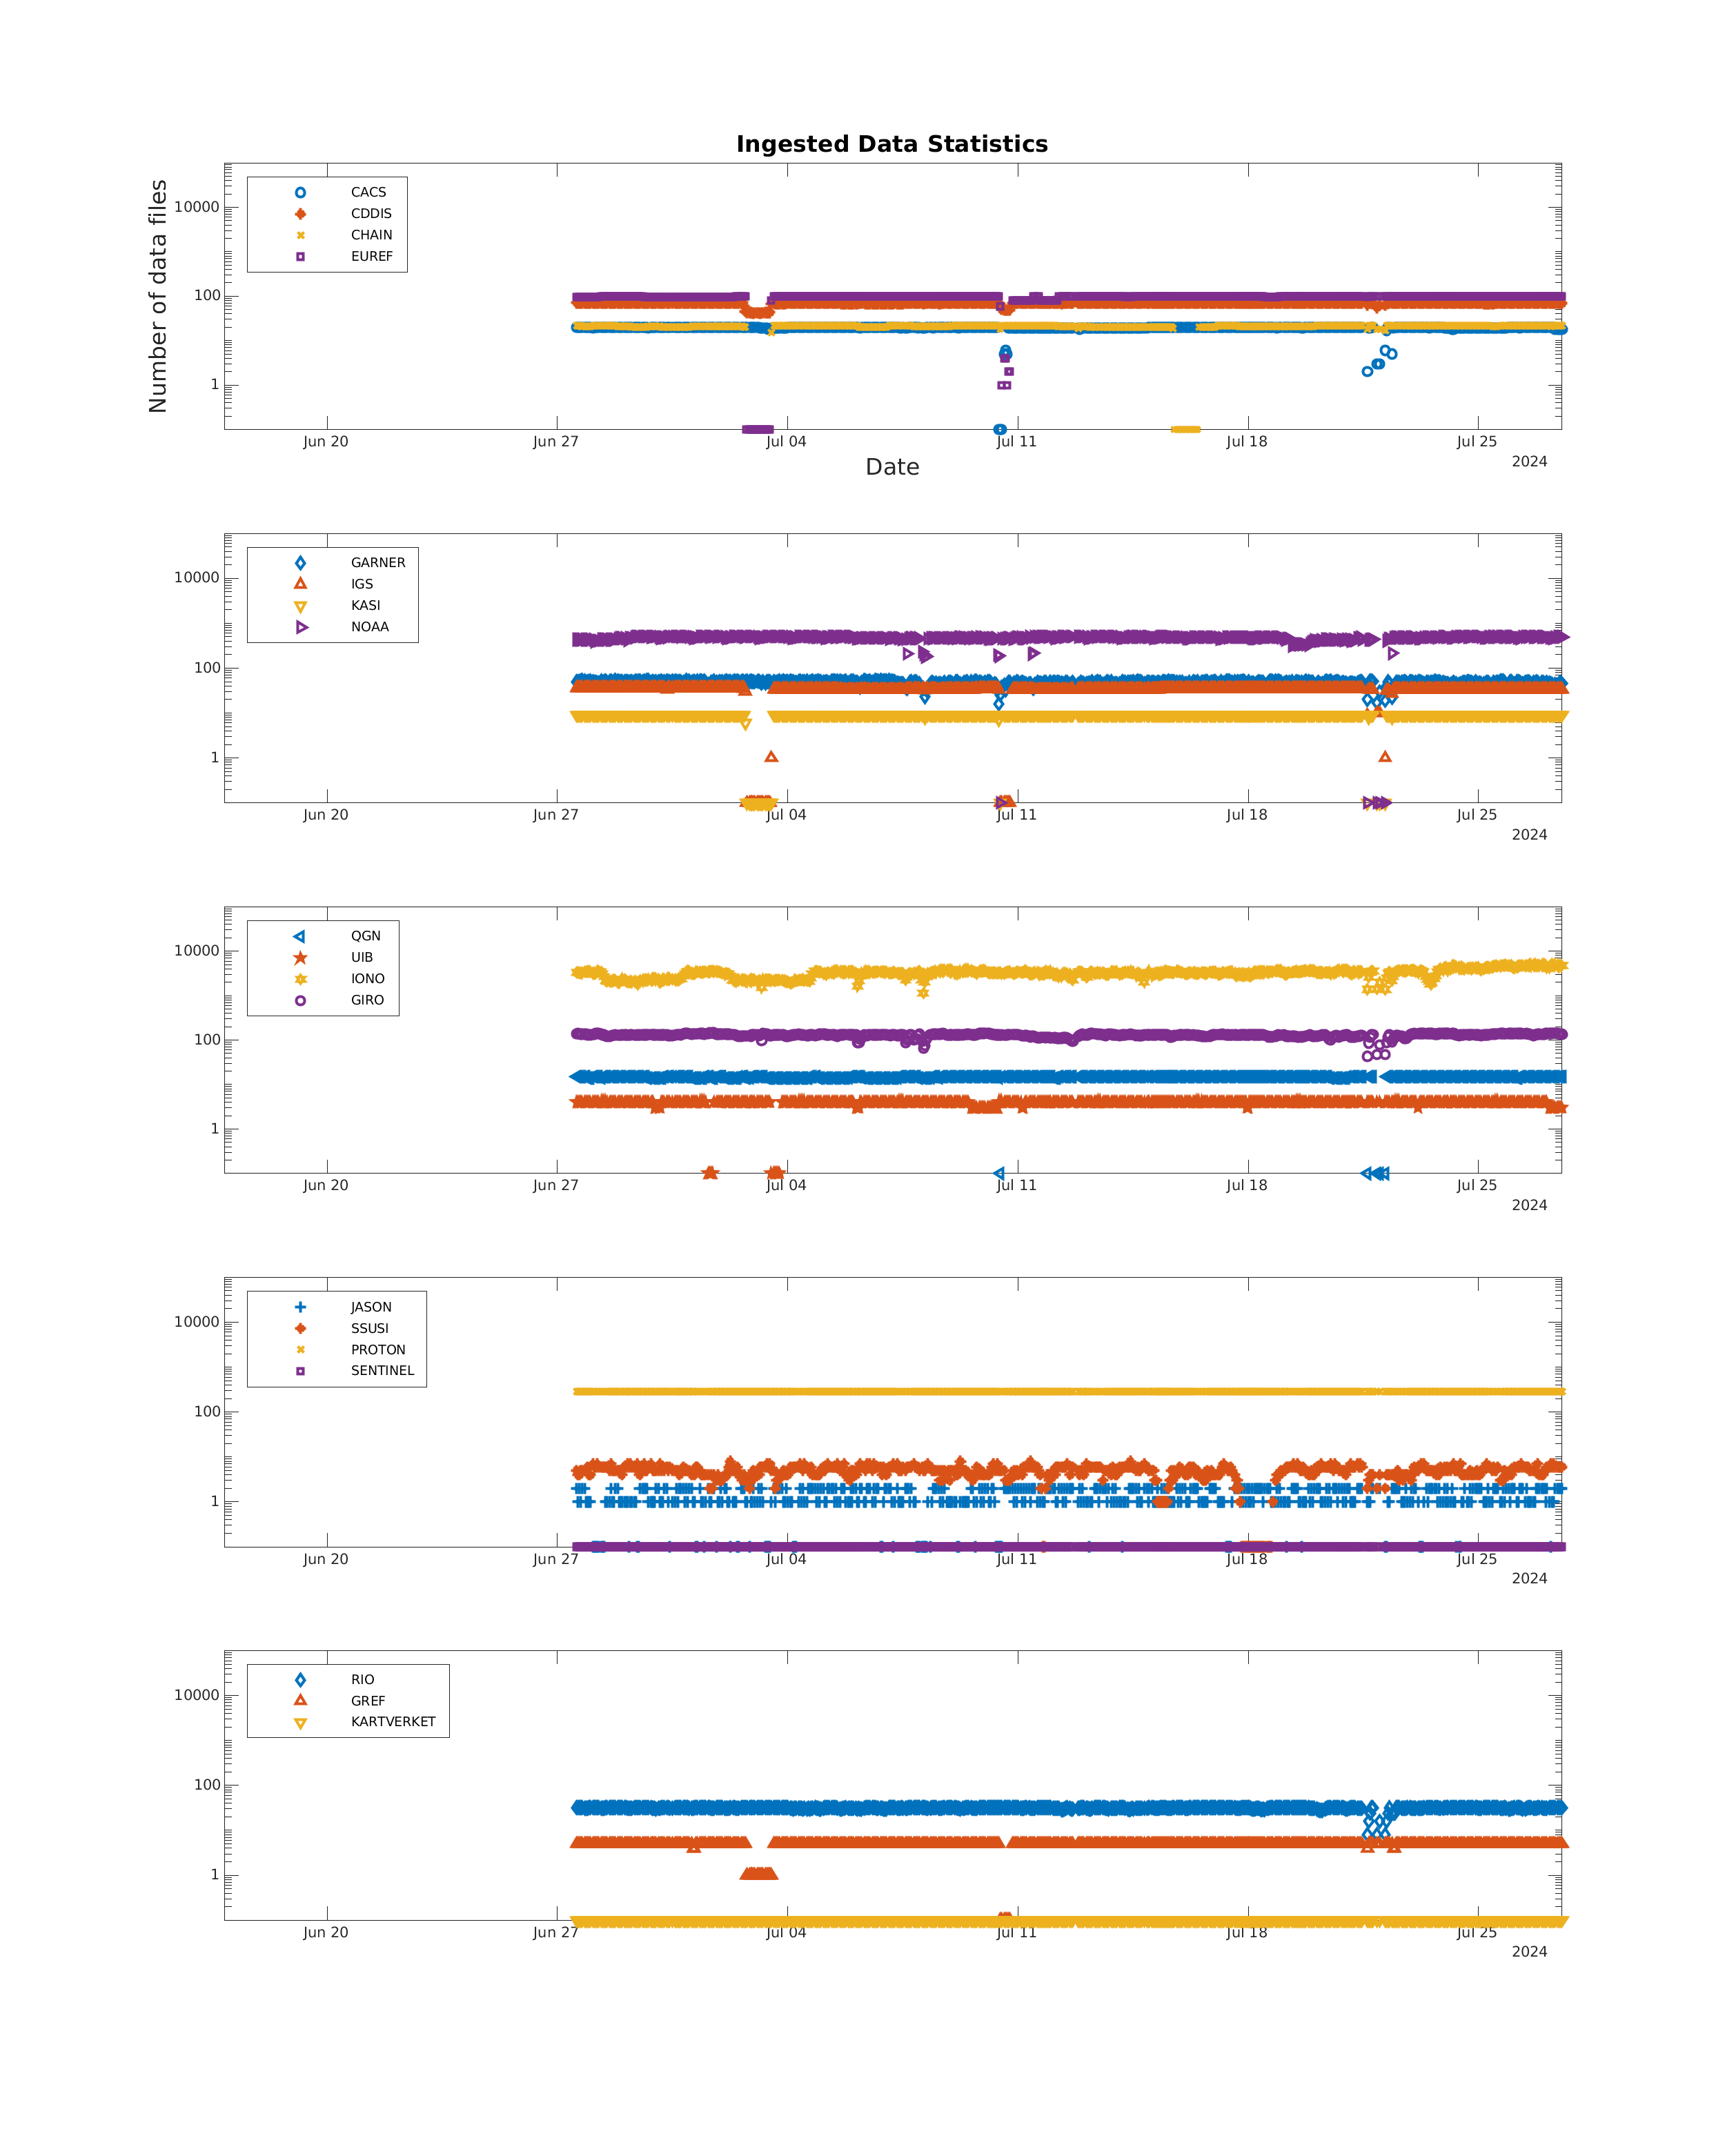 Ingested Data Statistics
Number of data files
CACS
CDDIS
CHAIN
EUREF
10000
100
1
Jun 20 Jun 27 Jul 04 Jul 11 Jul 18 Jul 25
2024
Date
GARNER
IGS
KASI
NOAA
10000
100
1
Jun 20 Jun 27 Jul 04 Jul 11 Jul 18 Jul 25
2024
QGN
UIB
IONO
GIRO
10000
100
1
Jun 20 Jun 27 Jul 04 Jul 11 Jul 18 Jul 25
2024
JASON
SSUSI
PROTON
SENTINEL
10000
100
1
Jun 20 Jun 27 Jul 04 Jul 11 Jul 18 Jul 25
2024
RIO
GREF
KARTVERKET
10000
100
1
Jun 20 Jun 27 Jul 04 Jul 11 Jul 18 Jul 25
2024